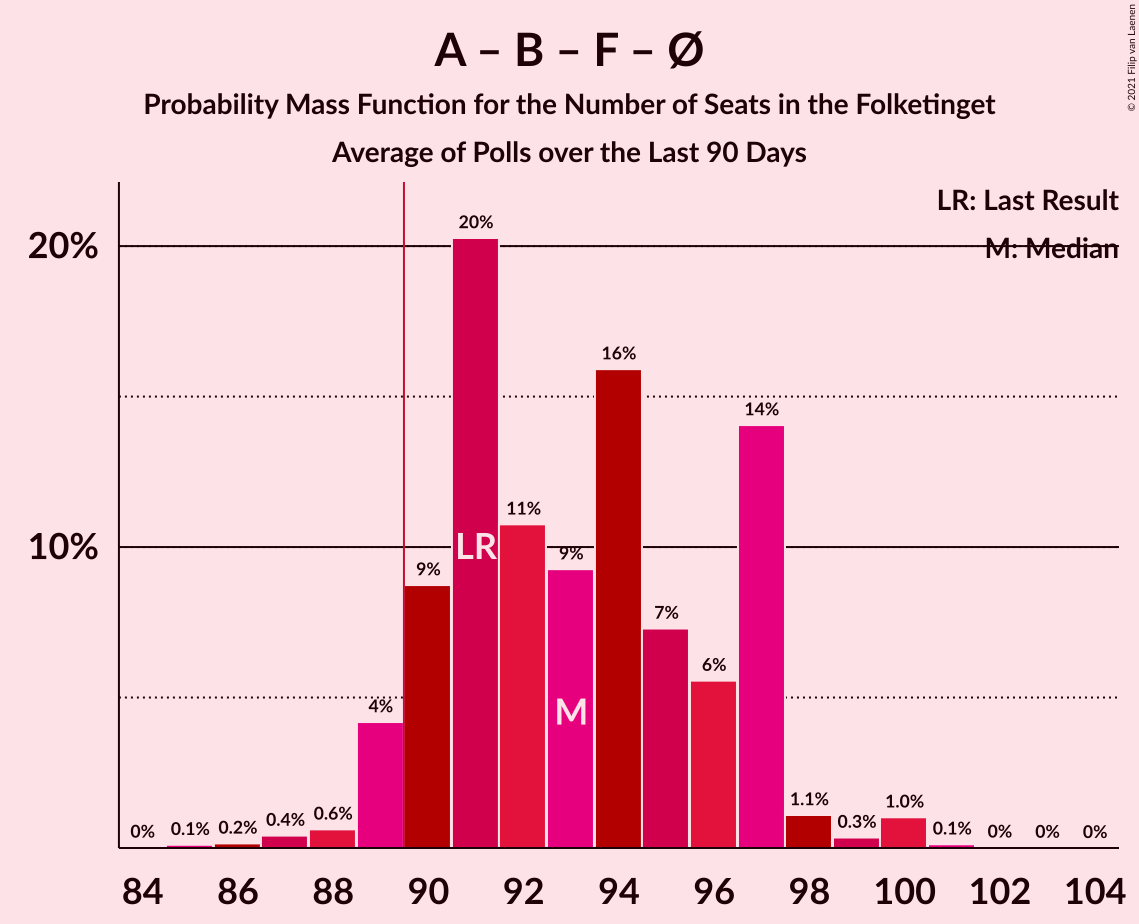 A – B – F – Ø
Probability Mass Function for the Number of Seats in the Folketinget
Average of Polls over the Last 90 Days
© 2021 Filip van Laenen
LR: Last Result
M: Median
20%
10%
0%
0.1%
0.2%
0.4%
0.6%
4%
9%
20%
11%
9%
16%
7%
6%
14%
1.1%
0.3%
1.0%
0.1%
0%
0%
0%
LR
M
84 86 88 90 92 94 96 98 100 102 104